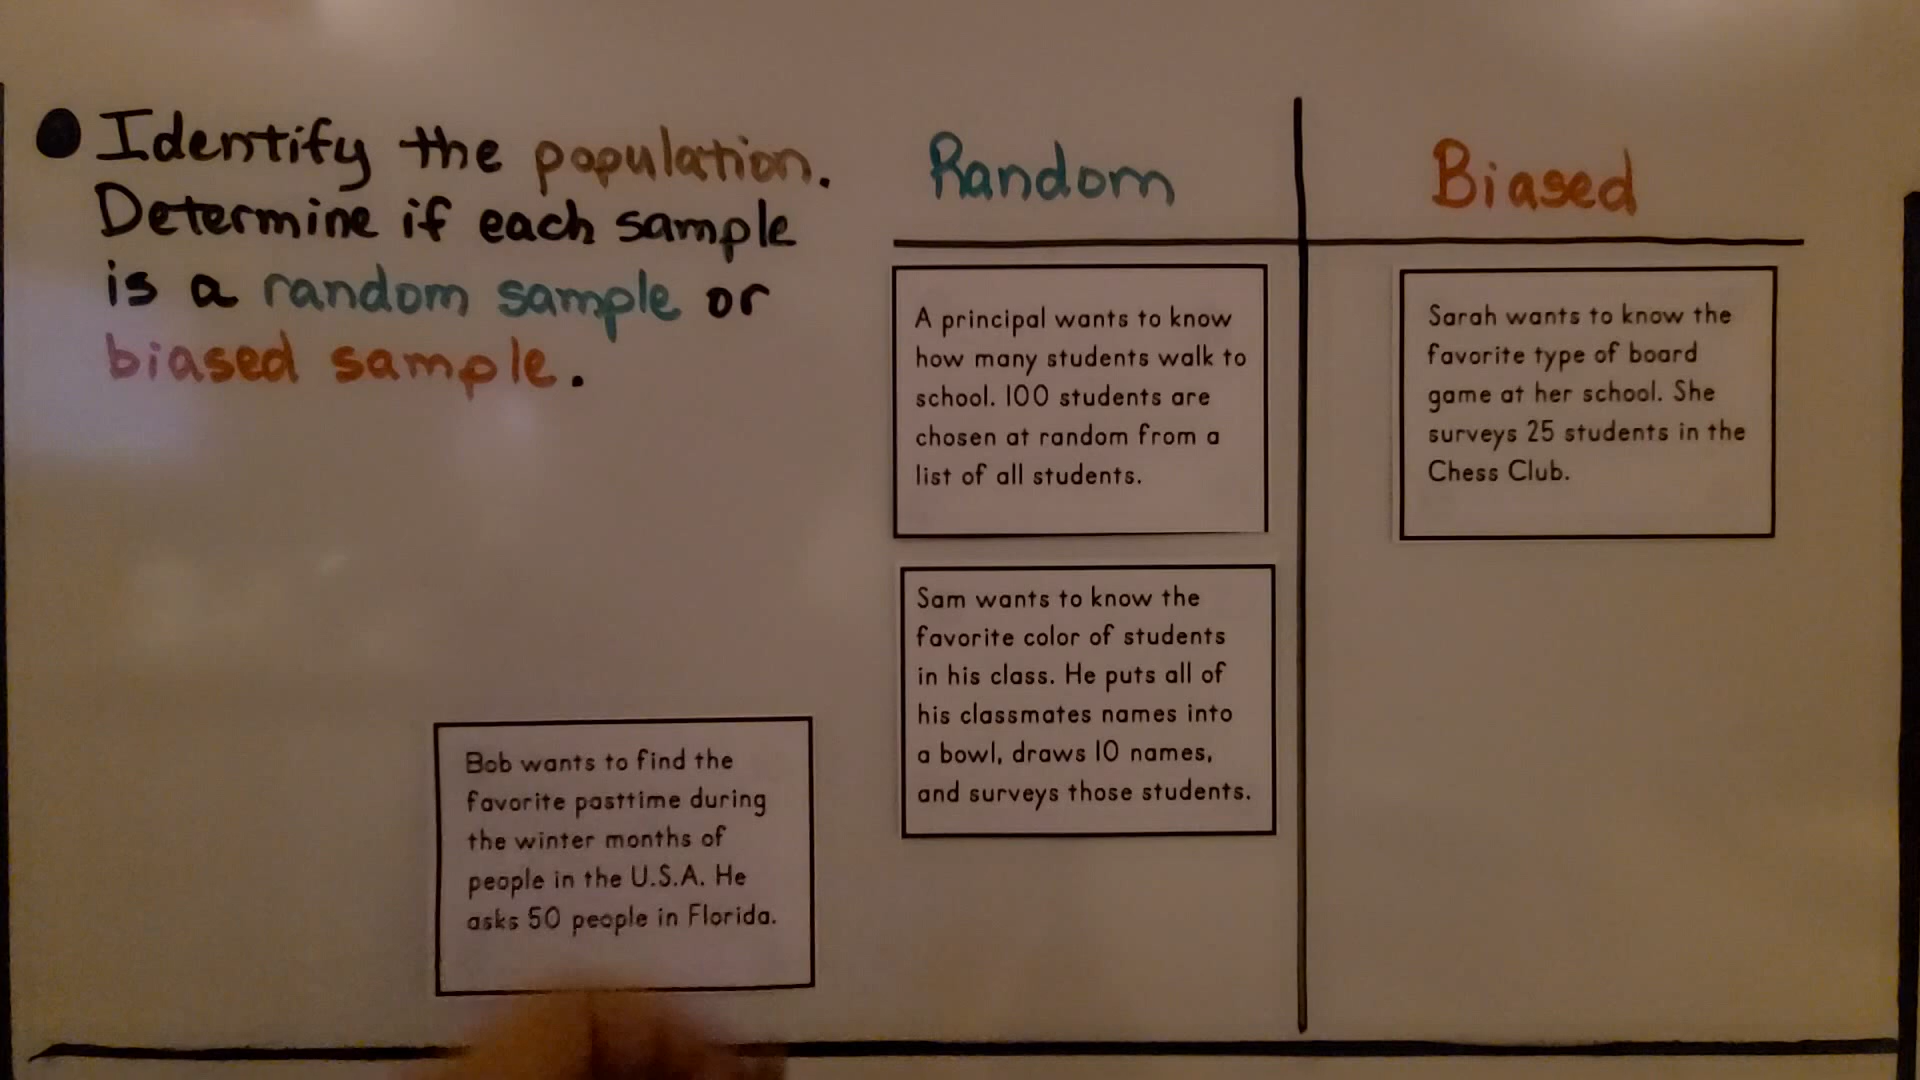 Identify the population.
Determine if each sample
is a random sample or
biased sample.
Random
Biased
A principal wants to know
how many students walk to
school. 100 students are
chosen at random from a
list of all students.
Sarah wants to know the
favorite type of board
game at her school. She
surveys 25 students in the
Chess Club.
Sam wants to know the
favorite color of students
in his class. He puts all of
his classmates names into
a bowl, draws 10 names,
and surveys those students.
Bob wants to find the
favorite pasttime during
the winter months of
people in the U.S.A. He
asks 50 people in Florida.